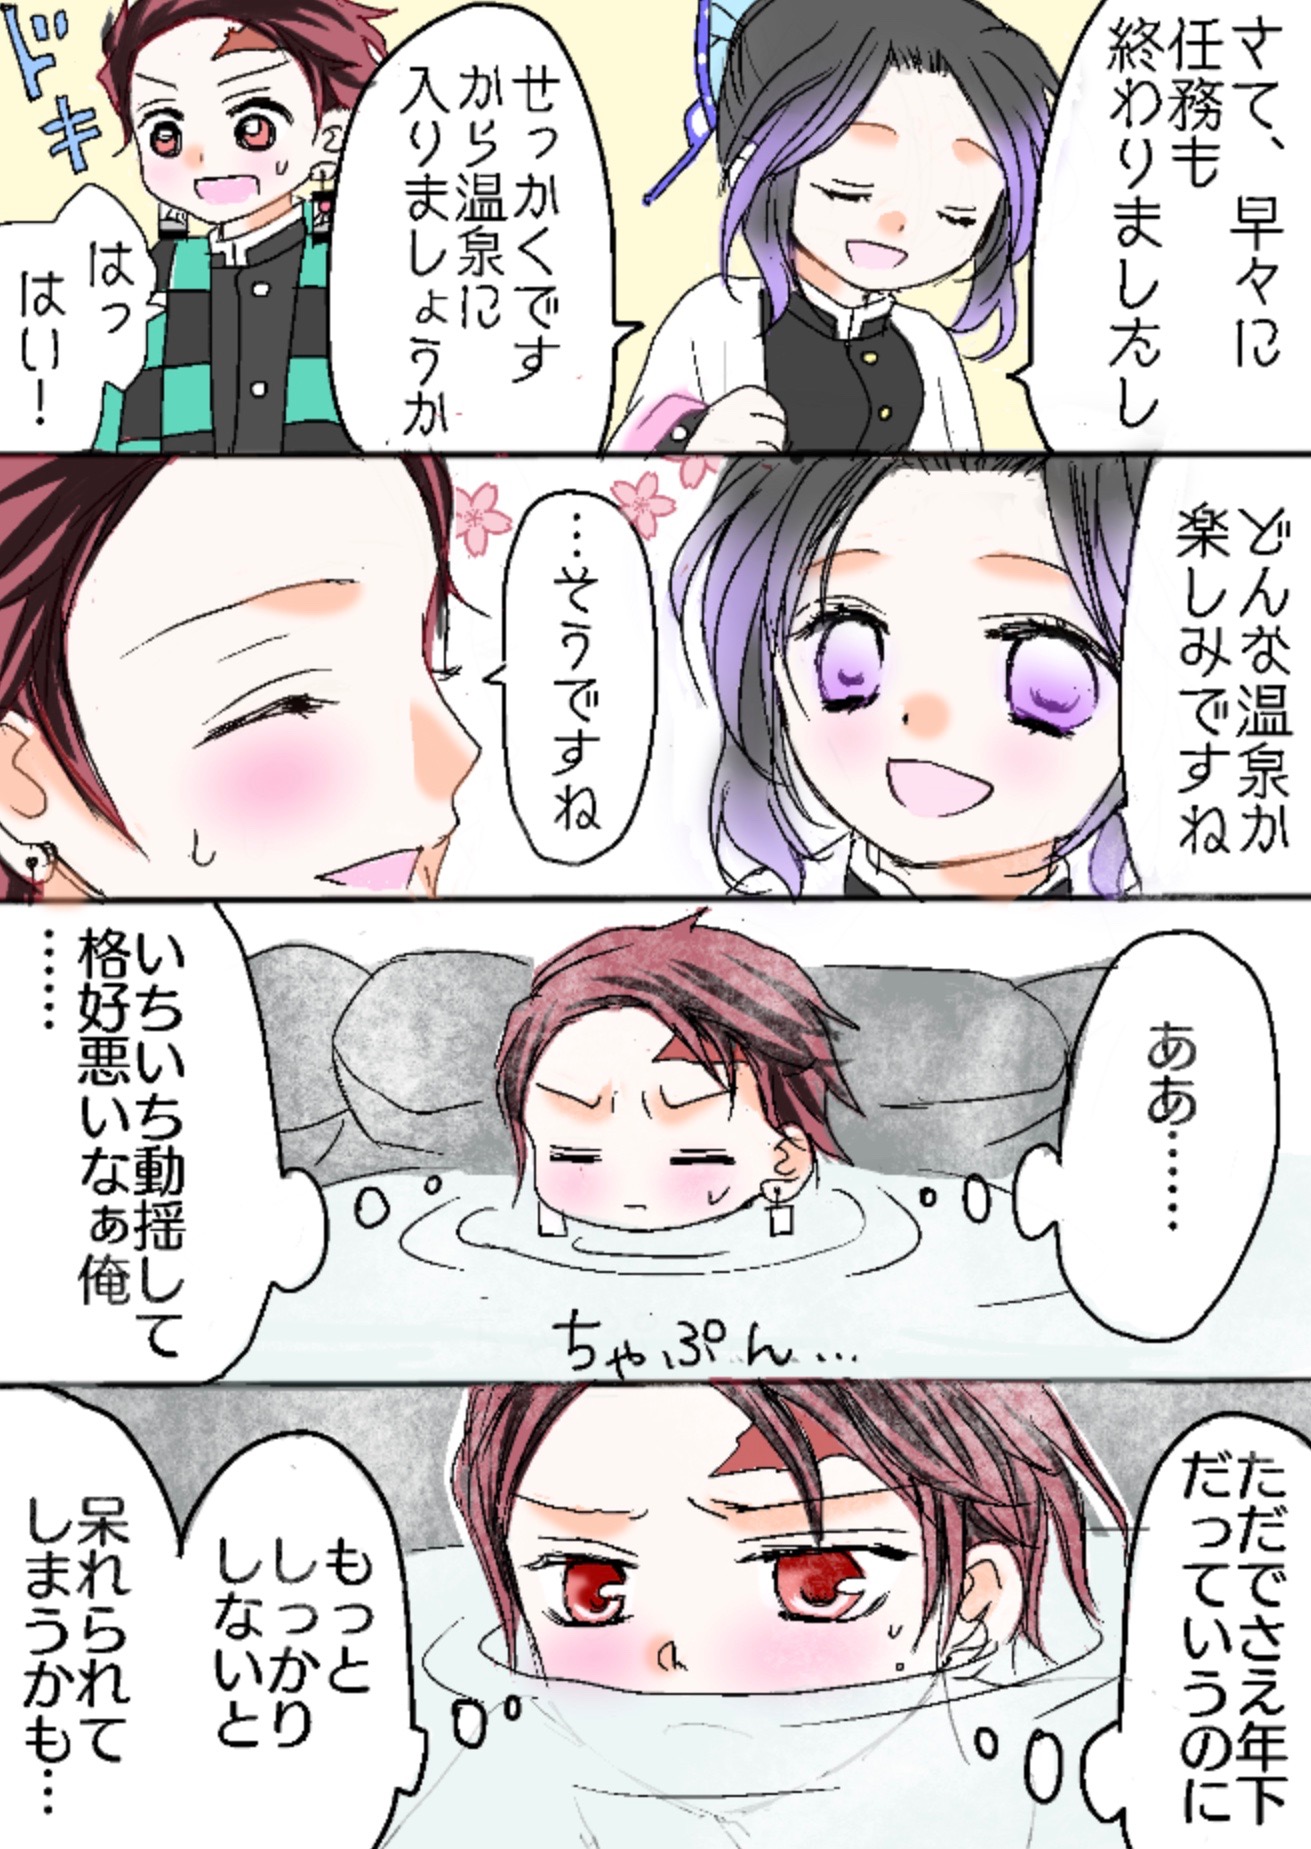 さて、早々に
任務も
終わりましたし
せっかくです
から温泉に
入りましょうか
ドキ
はっ
はい！
どんな温泉か
楽しみですね
…そうですね
ああ……
いちいち動揺して
格好悪いなぁ俺
……
ちゃぷん…
ただでさえ年下
だっていうのに
もっと
しっかり
しないと
呆れられて
しまうかも…